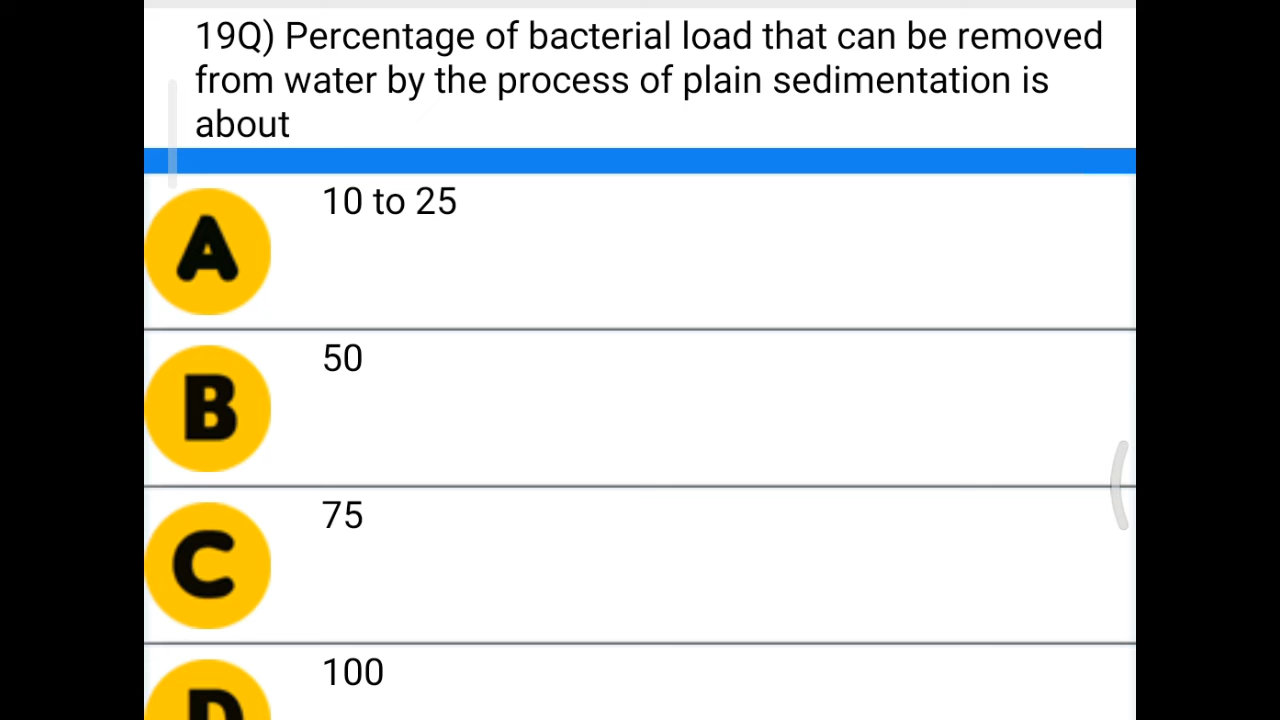 19Q) Percentage of bacterial load that can be removed
from water by the process of plain sedimentation is
about
A 10 to 25
B 50
C 75
D 100